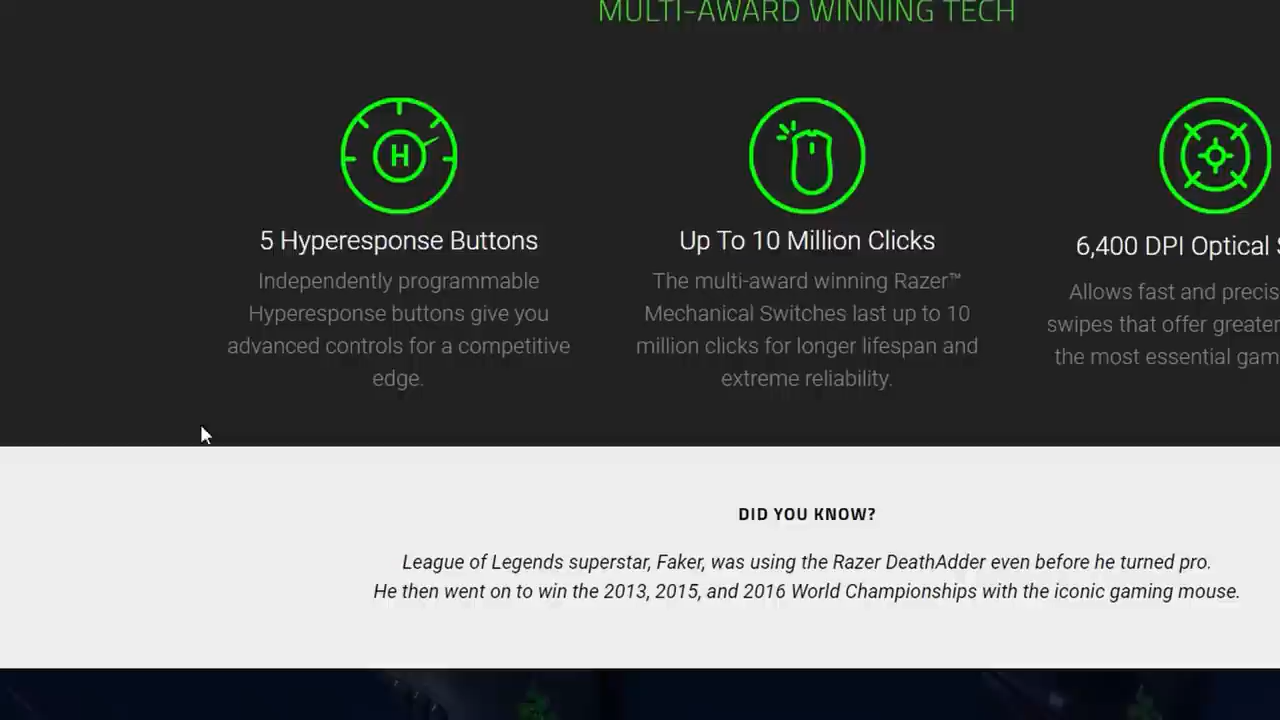 MULTI-AWARD WINNING TECH
H
5 Hyperesponse Buttons
Independently programmable
Hyperesponse buttons give you
advanced controls for a competitive
edge.
Up To 10 Million Clicks
The multi-award winning Razer™
Mechanical Switches last up to 10
million clicks for longer lifespan and
extreme reliability.
6,400 DPI Optical
Allows fast and precis
swipes that offer greater
the most essential gam
DID YOU KNOW?
League of Legends superstar, Faker, was using the Razer DeathAdder even before he turned pro.
He then went on to win the 2013, 2015, and 2016 World Championships with the iconic gaming mouse.